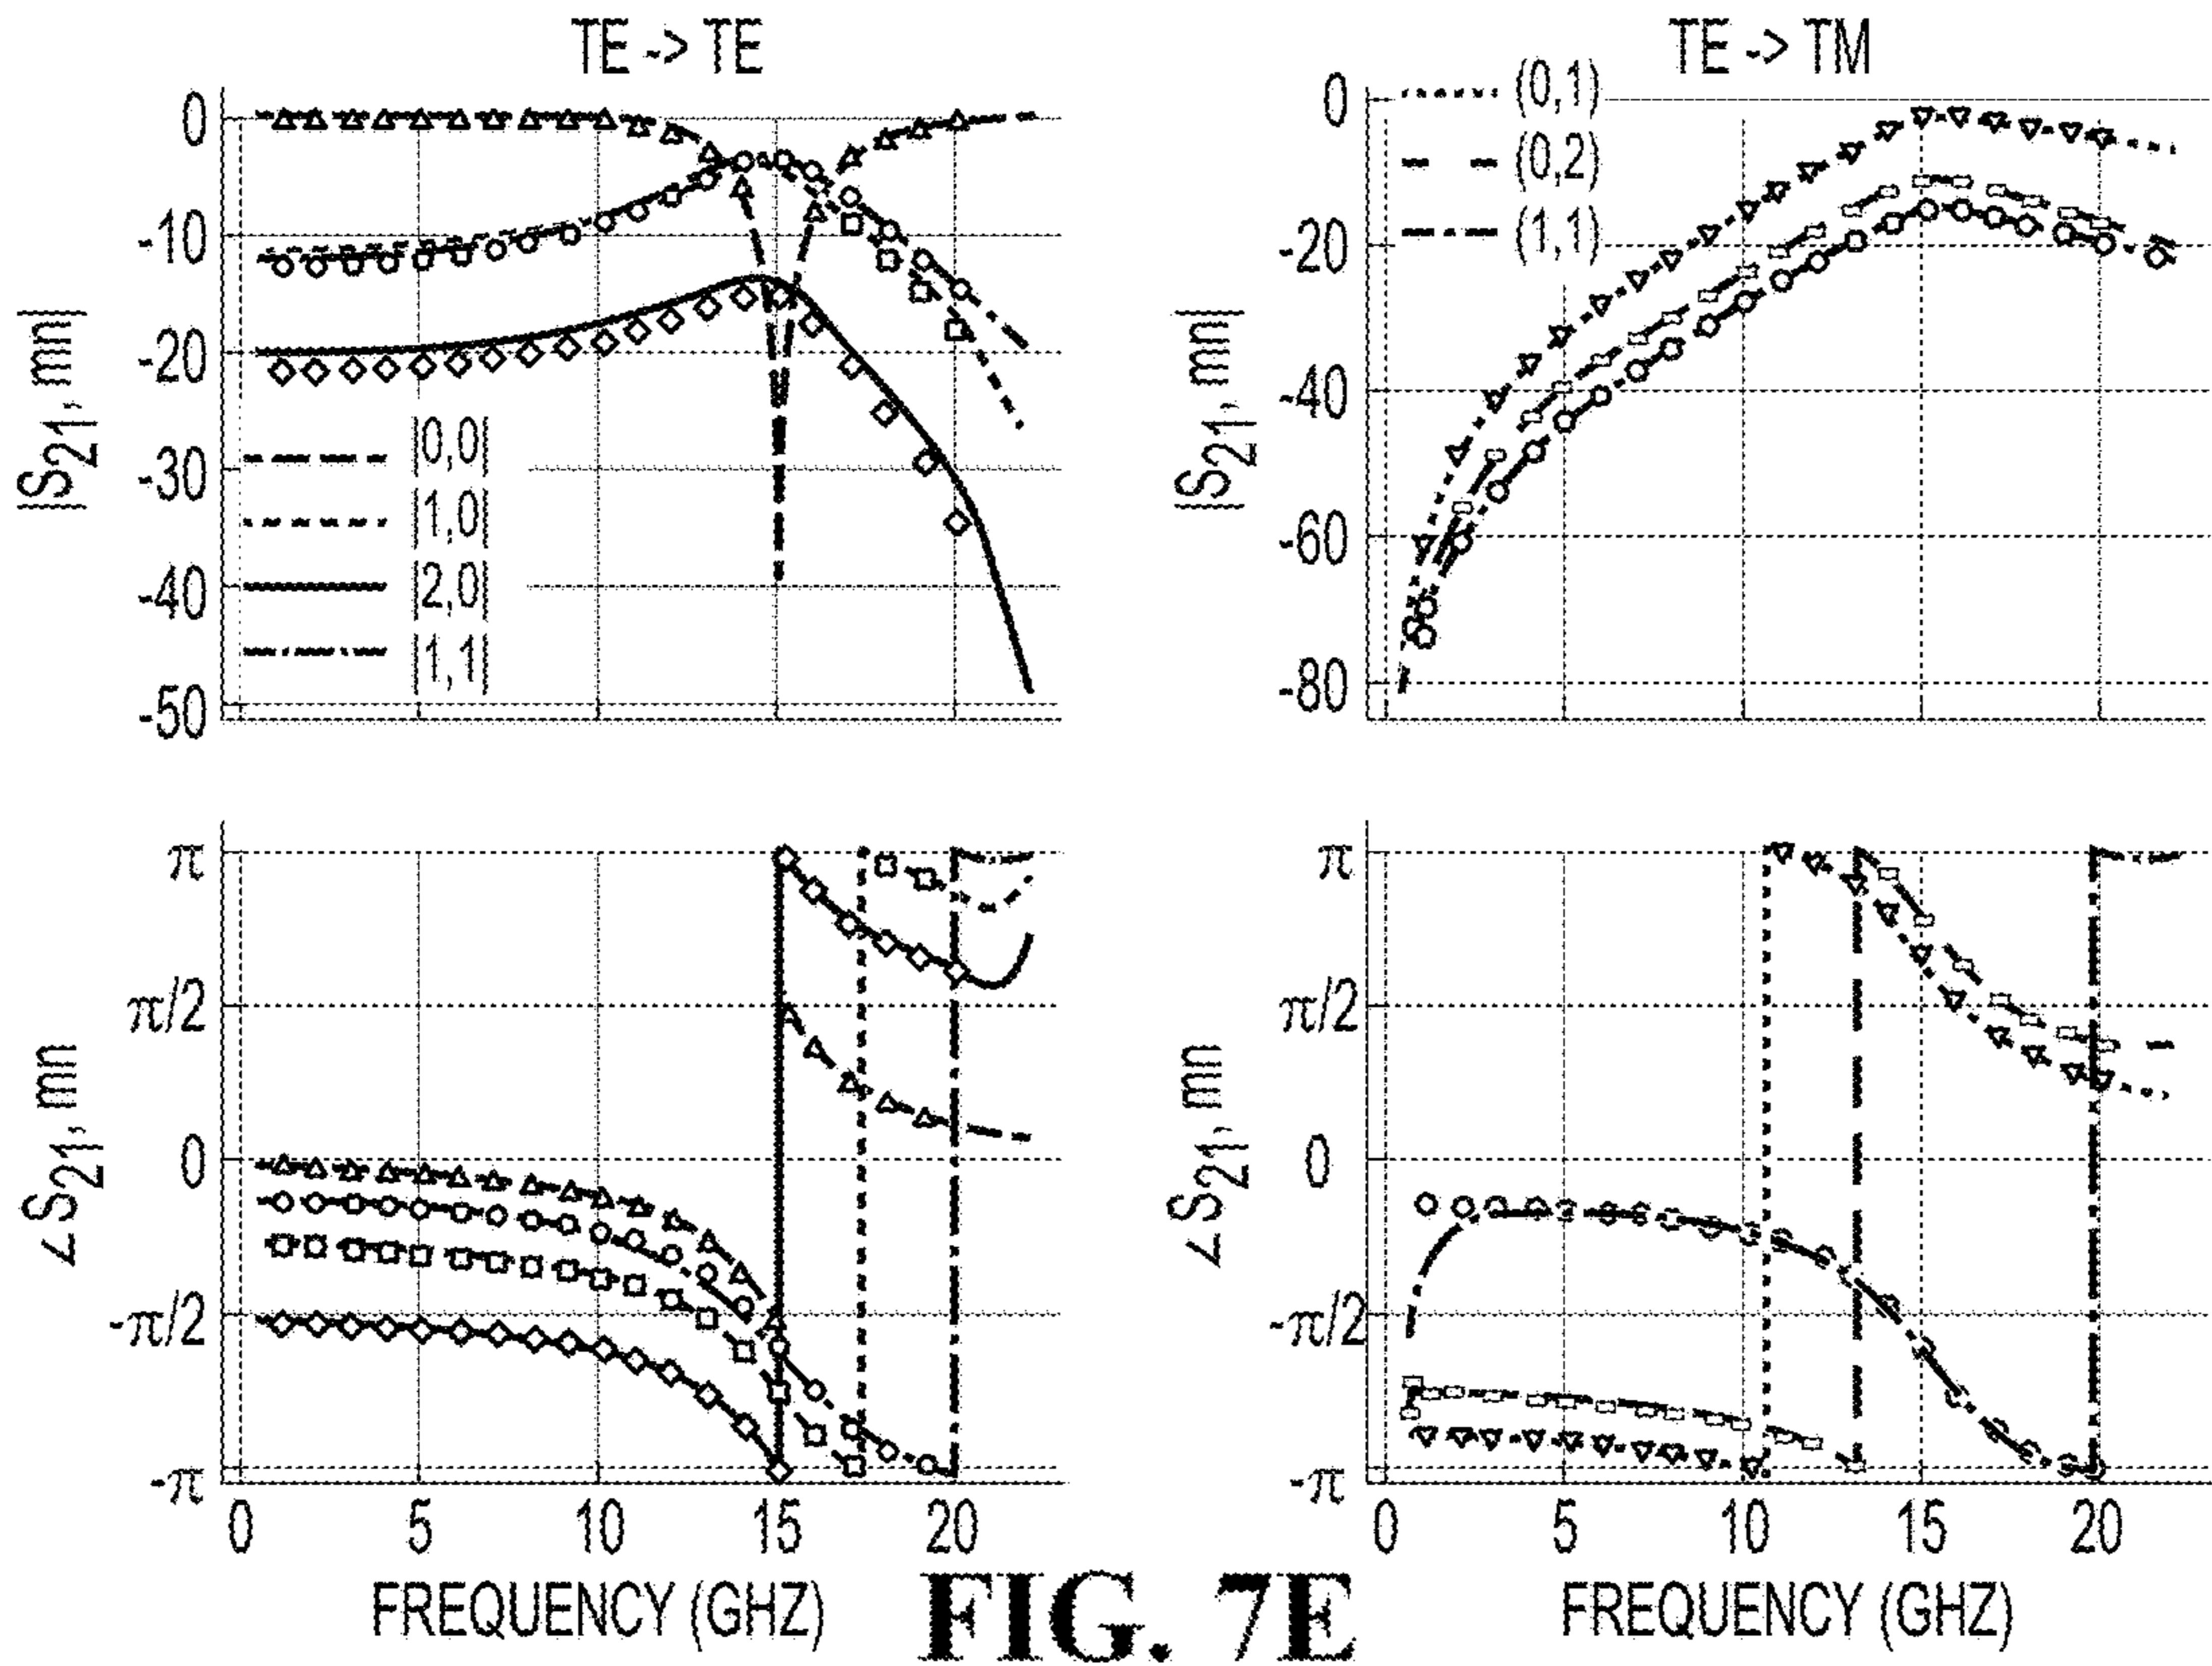 TE -> TE
0
-10
-20
-30
-40
-50
|S21, mn|
|0,0|
|1,0|
|2,0|
|1,1|
TE -> TM
0
-20
-40
-60
-80
|S21, mn|
(0,1)
(0,2)
(1,1)
π
π/2
0
-π/2
-π
∠S21, mn
0 5 10 15 20
FREQUENCY (GHZ)
π
π/2
0
-π/2
-π
∠S21, mn
0 5 10 15 20
FREQUENCY (GHZ)
FIG. 7E